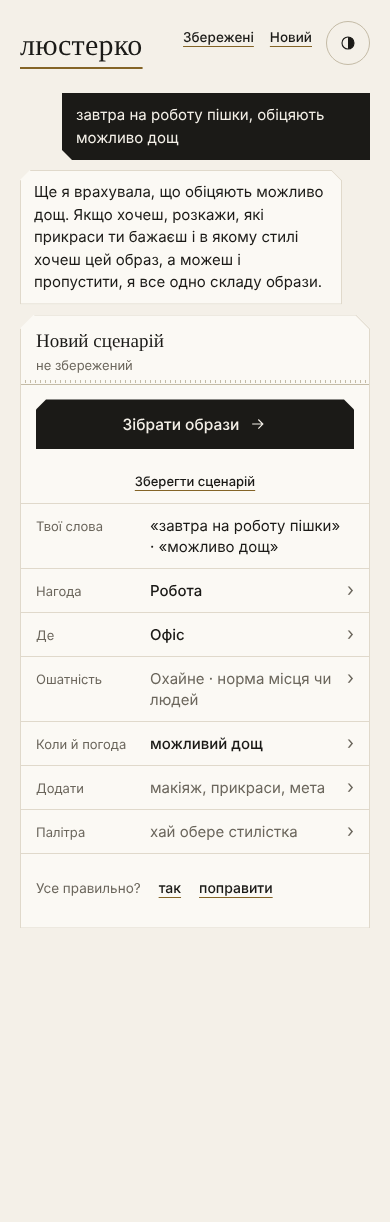 люстерко
Збережені Новий
завтра на роботу пішки, обіцяють
можливо дощ
Ще я врахувала, що обіцяють можливо
дощ. Якщо хочеш, розкажи, які
прикраси ти бажаєш і в якому стилі
хочеш цей образ, а можеш і
пропустити, я все одно складу образи.
Новий сценарій
не збережений
Зібрати образи →
Зберегти сценарій
Твої слова «завтра на роботу пішки»
· «можливо дощ»
Нагода Робота
Де Офіс
Ошатність Охайне · норма місця чи
людей
Коли й погода можливий дощ
Додати макіяж, прикраси, мета
Палітра хай обере стилістка
Усе правильно? так поправити